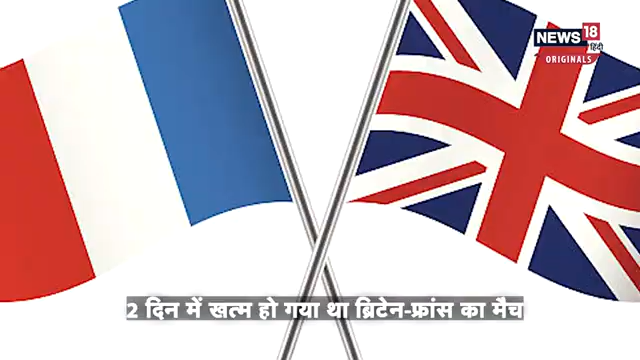 NEWS 18
हिंदी
ORIGINALS
2 दिन में खत्म हो गया था ब्रिटेन-फ्रांस का मैच